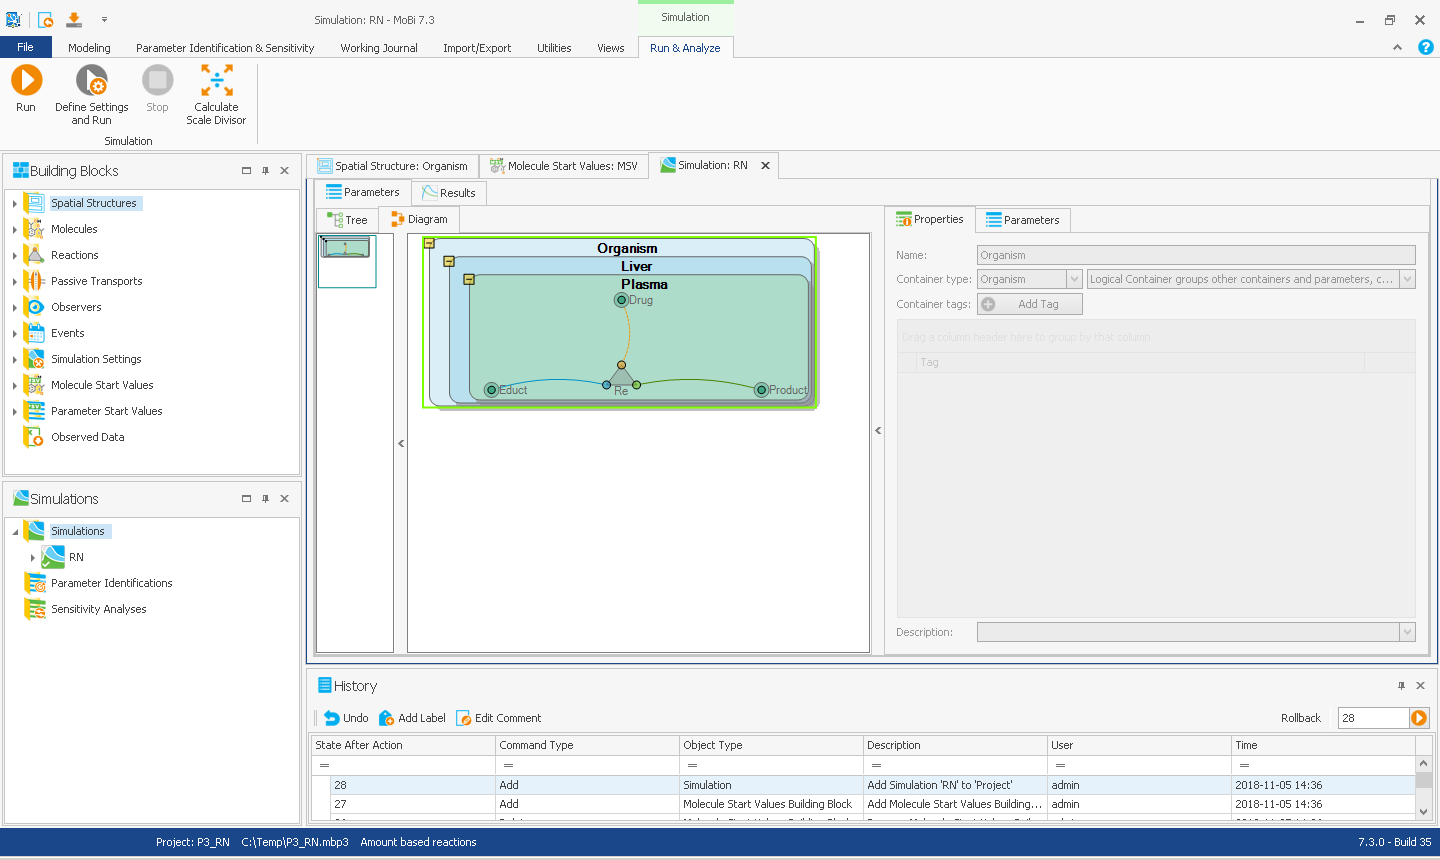 Simulation: RN - MoBi 7.3
Simulation
File
Modeling
Parameter Identification & Sensitivity
Working Journal
Import/Export
Utilities
Views
Run & Analyze
Run
Define Settings
and Run
Stop
Calculate
Scale Divisor
Simulation
Building Blocks
Spatial Structures
Molecules
Reactions
Passive Transports
Observers
Events
Simulation Settings
Molecule Start Values
Parameter Start Values
Observed Data
Simulations
Simulations
RN
Parameter Identifications
Sensitivity Analyses
Spatial Structure: Organism
Molecule Start Values: MSV
Simulation: RN
Parameters
Results
Tree
Diagram
Organism
Liver
Plasma
Drug
Educt
Re
Product
Properties
Parameters
Name:
Organism
Container type:
Organism
Logical Container groups other containers and parameters, c...
Container tags:
Add Tag
Drag a column header here to group by that column
Tag
Description:
History
Undo
Add Label
Edit Comment
Rollback
28
State After Action
Command Type
Object Type
Description
User
Time
= = = = = =
28 Add Simulation Add Simulation 'RN' to 'Project' admin 2018-11-05 14:36
27 Add Molecule Start Values Building Block Add Molecule Start Values Building... admin 2018-11-05 14:36
Project: P3_RN C:\Temp\P3_RN.mbp3 Amount based reactions
7.3.0 - Build 35